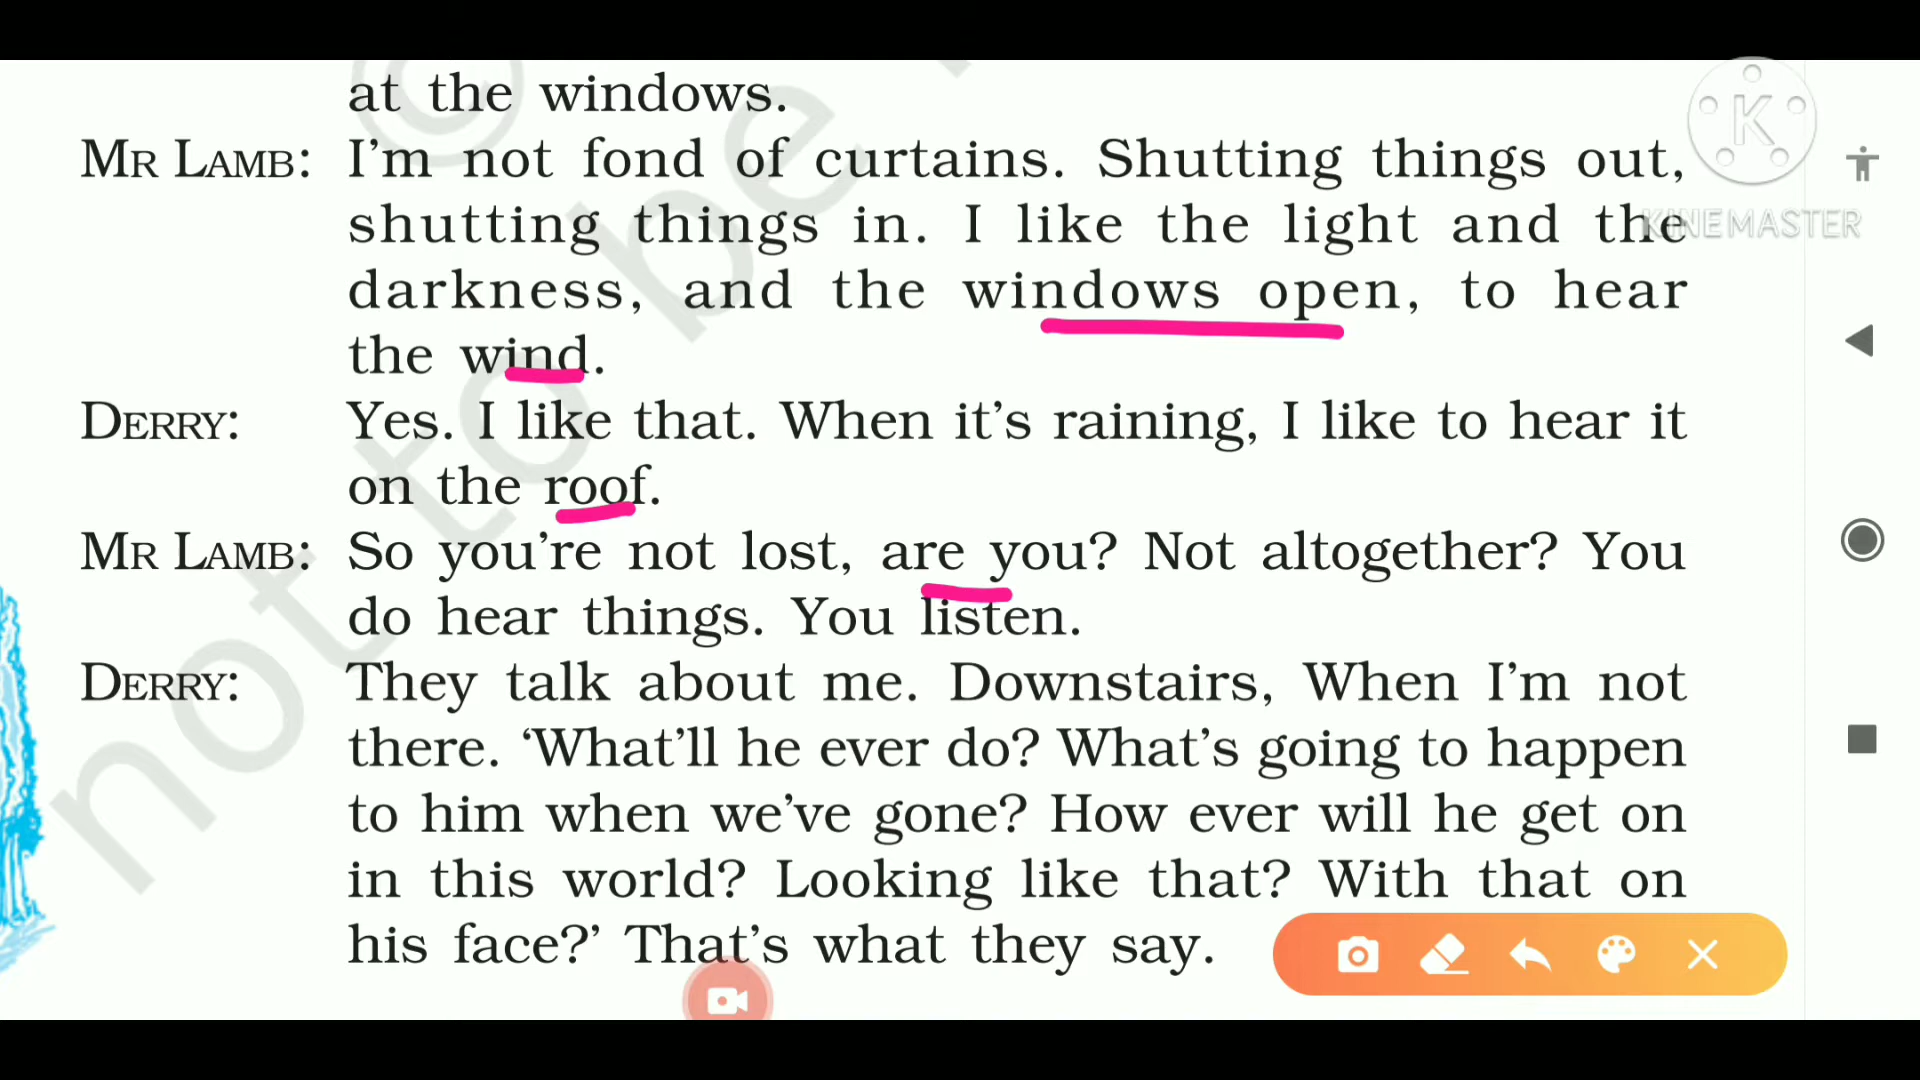 at the windows.
MR LAMB: I'm not fond of curtains. Shutting things out,
shutting things in. I like the light and the
darkness, and the windows open, to hear
the wind.
DERRY: Yes. I like that. When it's raining, I like to hear it
on the roof.
MR LAMB: So you're not lost, are you? Not altogether? You
do hear things. You listen.
DERRY: They talk about me. Downstairs, When I'm not
there. ‘What'll he ever do? What's going to happen
to him when we've gone? How ever will he get on
in this world? Looking like that? With that on
his face?’ That's what they say.
K
KINEMASTER
©
not to be